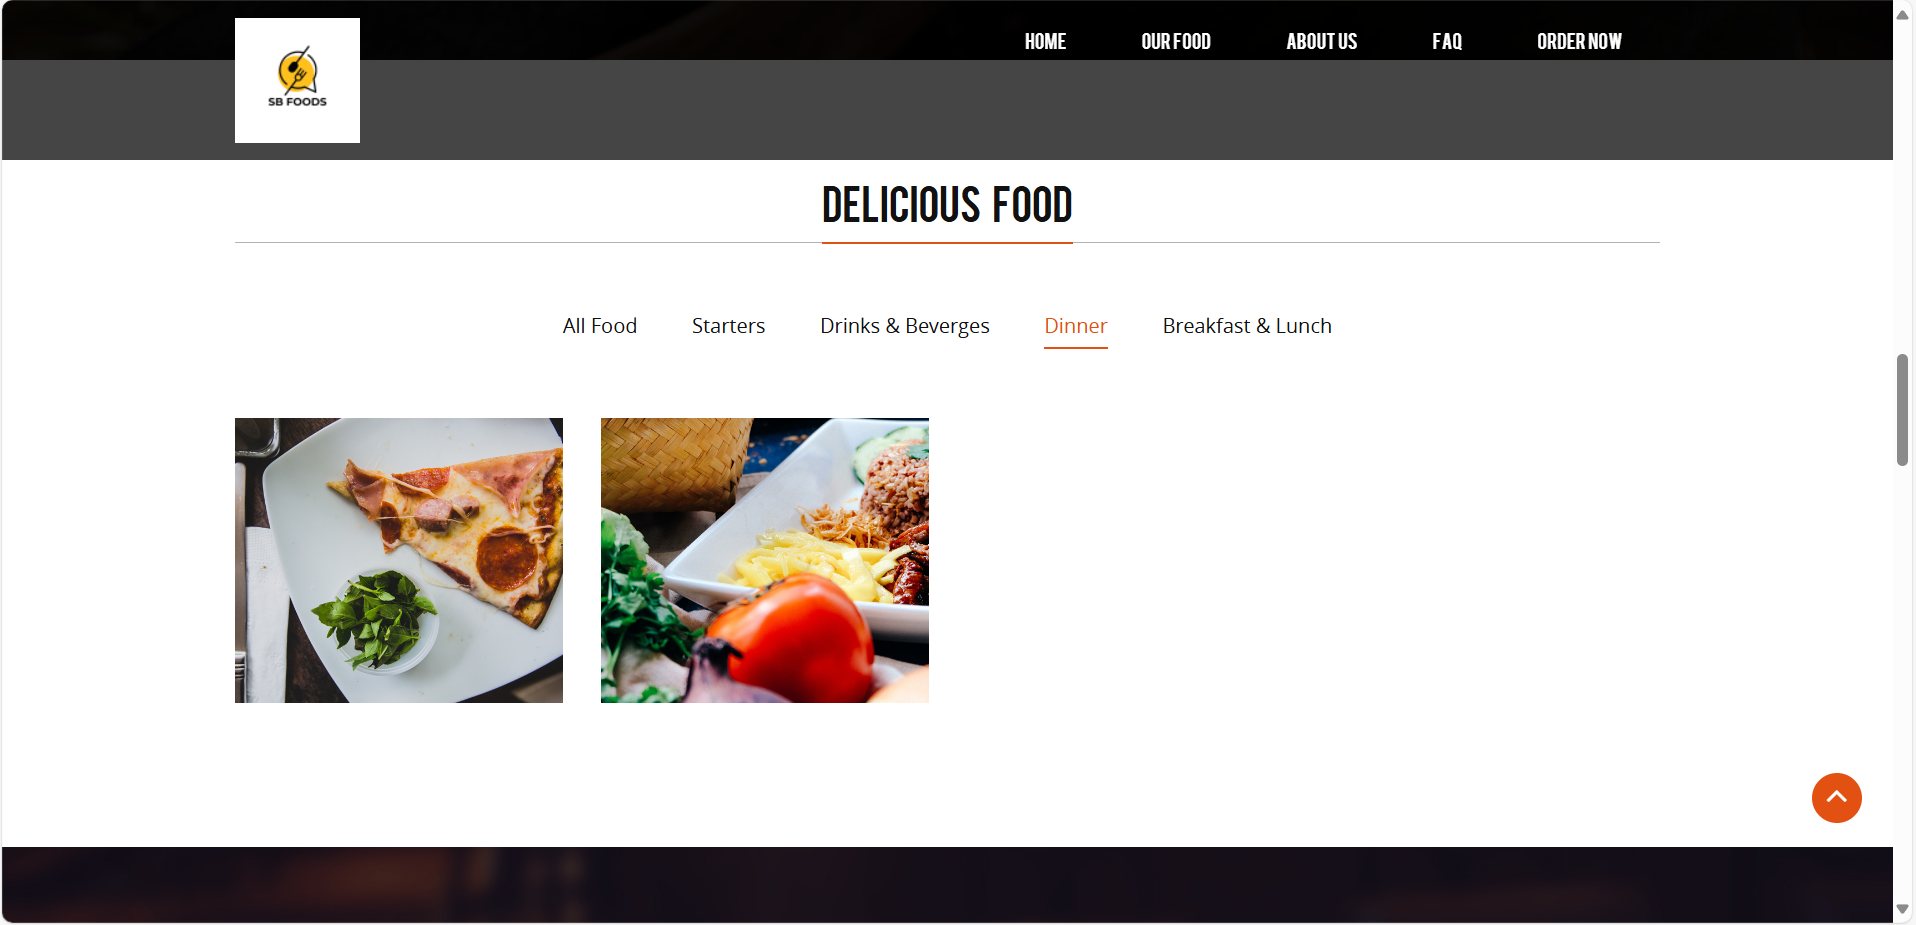 SB FOODS
HOME OUR FOOD ABOUT US FAQ ORDER NOW
DELICIOUS FOOD
All Food Starters Drinks & Beverges Dinner Breakfast & Lunch